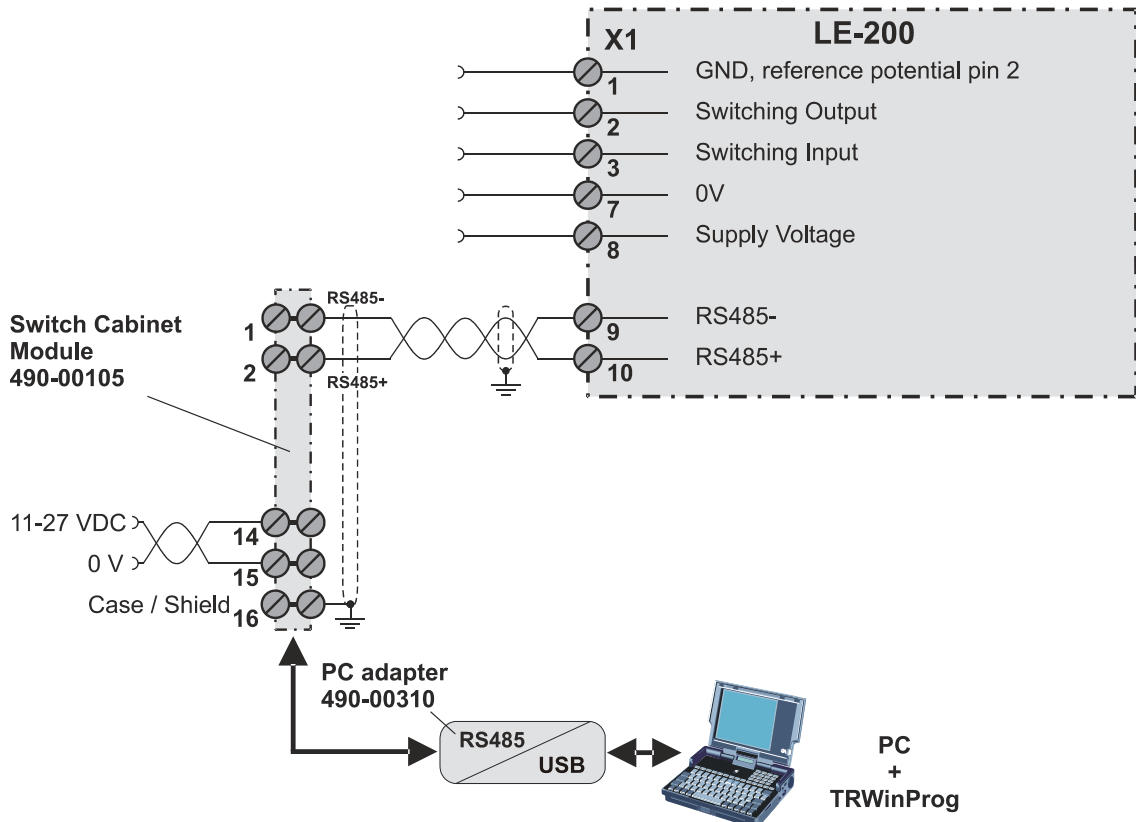 X1
LE-200
1
GND, reference potential pin 2
2
Switching Output
3
Switching Input
7
0V
8
Supply Voltage
9
RS485-
10
RS485+
Switch Cabinet
Module
490-00105
1
RS485-
2
RS485+
11-27 VDC
14
0 V
15
Case / Shield
16
PC adapter
490-00310
RS485
USB
PC
+
TRWinProg